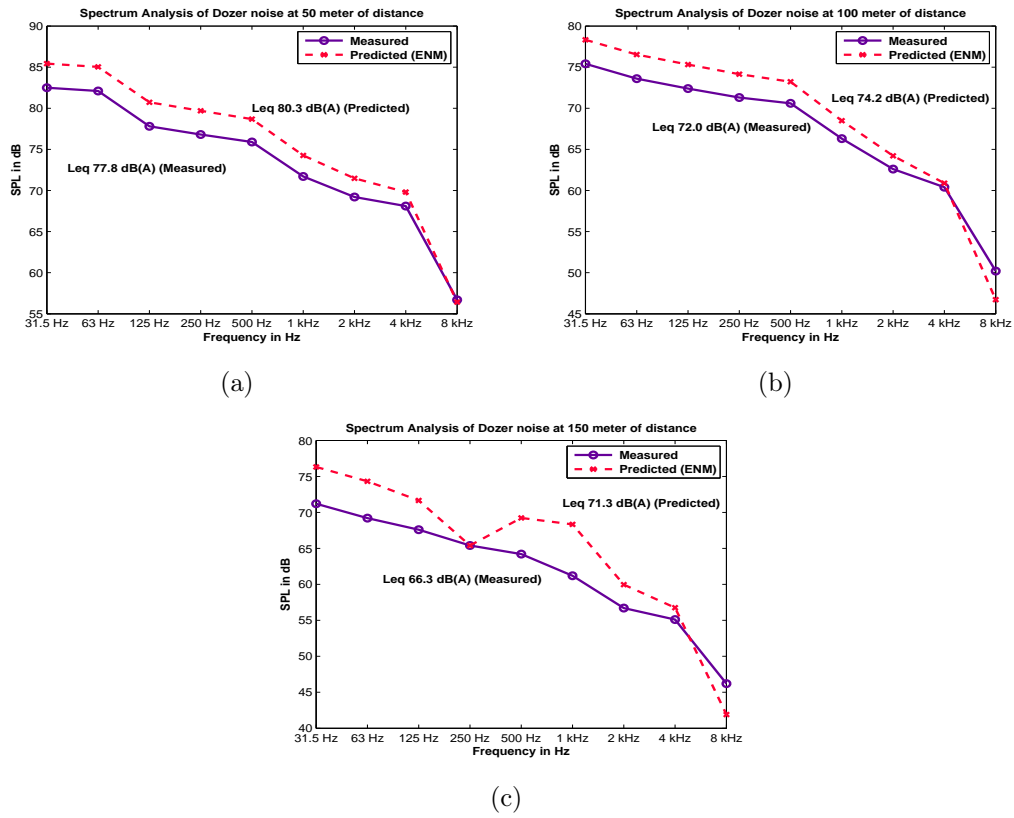 Spectrum Analysis of Dozer noise at 50 meter of distance
90
85
80
75
70
65
60
55
SPL in dB
Measured
Predicted (ENM)
Leq 80.3 dB(A) (Predicted)
Leq 77.8 dB(A) (Measured)
31.5 Hz 63 Hz 125 Hz 250 Hz 500 Hz 1 kHz 2 kHz 4 kHz 8 kHz
Frequency in Hz
(a)
Spectrum Analysis of Dozer noise at 100 meter of distance
80
75
70
65
60
55
50
45
SPL in dB
Measured
Predicted (ENM)
Leq 74.2 dB(A) (Predicted)
Leq 72.0 dB(A) (Measured)
31.5 Hz 63 Hz 125 Hz 250 Hz 500 Hz 1 kHz 2 kHz 4 kHz 8 kHz
Frequency in Hz
(b)
Spectrum Analysis of Dozer noise at 150 meter of distance
80
75
70
65
60
55
50
45
40
SPL in dB
Measured
Predicted (ENM)
Leq 71.3 dB(A) (Predicted)
Leq 66.3 dB(A) (Measured)
31.5 Hz 63 Hz 125 Hz 250 Hz 500 Hz 1 kHz 2 kHz 4 kHz 8 kHz
Frequency in Hz
(c)